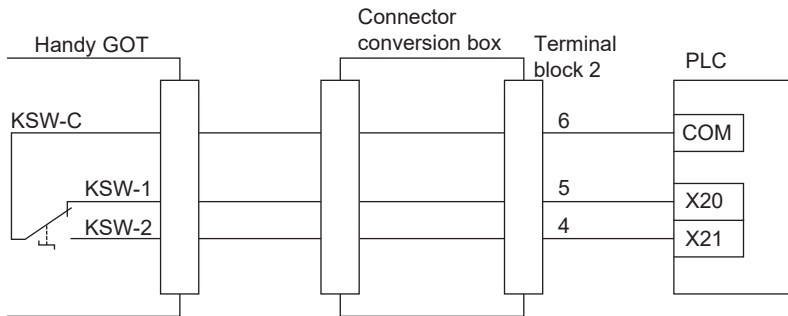 Connector
conversion box
Handy GOT
Terminal
block 2
PLC
KSW-C
6
COM
KSW-1
5
X20
KSW-2
4
X21